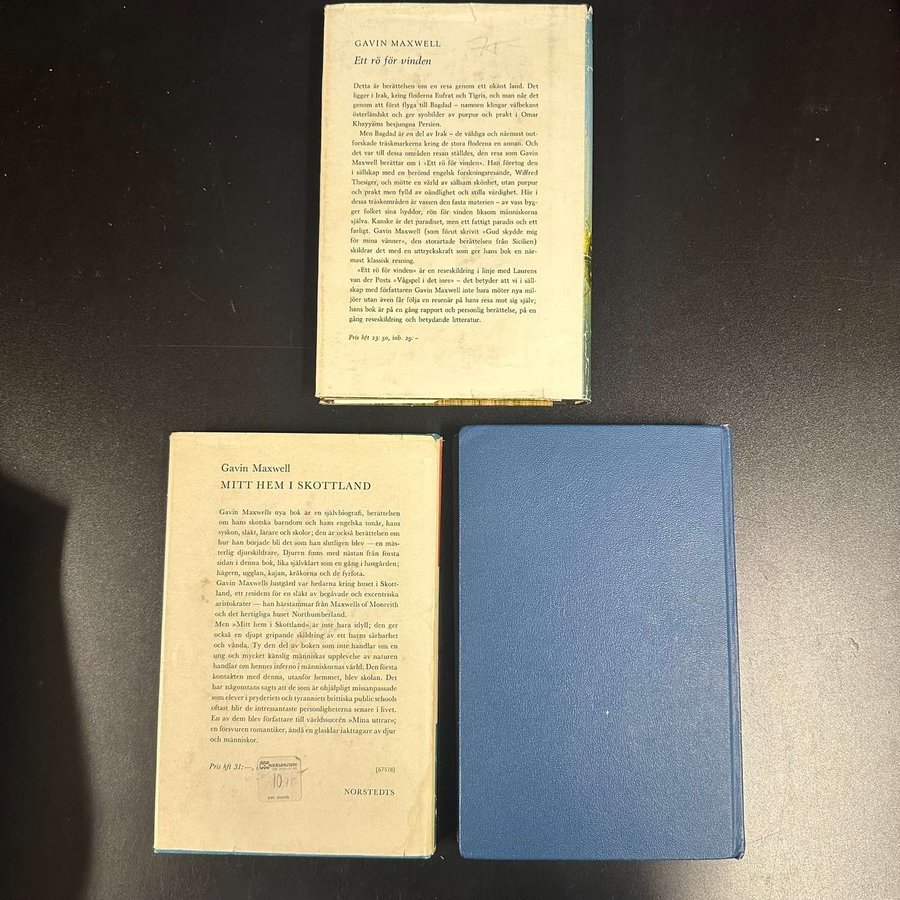 GAVIN MAXWELL
Ett rö för vinden
Detta är berättelsen om en resa genom ett okänt land. Det
ligger i Irak, kring floderna Eufrat och Tigris, och man når det
genom att först flyga till Bagdad – namnen klingar välbekant
österländskt och ger synbilder av purpur och prakt i Omar
Khayyáms besjungna Persien.
Men Bagdad är en del av Irak – de väldiga och närmast out-
forskade träskmarkerna kring de stora floderna en annan. Och
det var till dessa områden resan ställdes, den resa som Gavin
Maxwell berättar om i »Ett rö för vinden». Han företog den
i sällskap med en berömd engelsk forskningsresande, Wilfred
Thesiger, och mötte en värld av sällsam skönhet, utan purpur
och prakt men fylld av oändlighet och stilla värdighet. Här i
dessa träskområden är vassen den fasta materien – av vass byg-
ger folket sina hyddor, rön för vinden liksom människorna
själva. Kanske är det paradiset, men ett fattigt paradis och ett
farligt. Gavin Maxwell (som förut skrivit »Gud skydde mig
för mina vänner», den storartade berättelsen från Sicilien)
skildrar det med en uttryckskraft som ger hans bok en när-
mast klassisk resning.
»Ett rö för vinden» är en reseskildring i linje med Laurens
van der Posts »Vågspel i det inre» – det betyder att vi i säll-
skap med författaren Gavin Maxwell inte bara möter nya mil-
jöer utan även får följa en resenär på hans resa mot sig själv;
hans bok är på en gång rapport och personlig berättelse, på en
gång reseskildring och betydande litteratur.
Pris hft 23: 50, inb. 29: –
Gavin Maxwell
MITT HEM I SKOTTLAND
Gavin Maxwells nya bok är en självbiografi, berättelsen
om hans skotska barndom och hans engelska tonår, hans
syskon, släkt, lärare och skolor; den är också berättelsen om
hur han började bli det som han slutligen blev — en mäs-
terlig djurskildrare. Djuren finns med nästan från första
sidan i denna bok, lika självklart som en gång i lustgården;
hägern, ugglan, kajan, kråkorna och de fyrfota.
Gavin Maxwells lustgård var hedarna kring huset i Skott-
land, ett residens för en släkt av begåvade och excentriska
aristokrater — han härstammar från Maxwells of Monreith
och det hertigliga huset Northumberland.
Men »Mitt hem i Skottland» är inte bara idyll; den ger
också en djupt gripande skildring av ett barns sårbarhet
och vånda. Ty den del av boken som inte handlar om en
ung och mycket känslig människas upplevelse av naturen
handlar om hennes inferno i människornas värld. Den första
kontakten med denna, utanför hemmet, blev skolan. Det
har någonstans sagts att de som är ohjälpligt missanpassade
som elever i pryderiets och tyranniets brittiska public schools
oftast blir de intressantaste personligheterna senare i livet.
En av dem blev författare till världssuccén »Mina uttrar»;
en försvuren romantiker, ändå en glasklar iakttagare av djur
och människor.
Pris hft 31: —,
[67578]
VARUHUSEN
10
NORSTEDTS